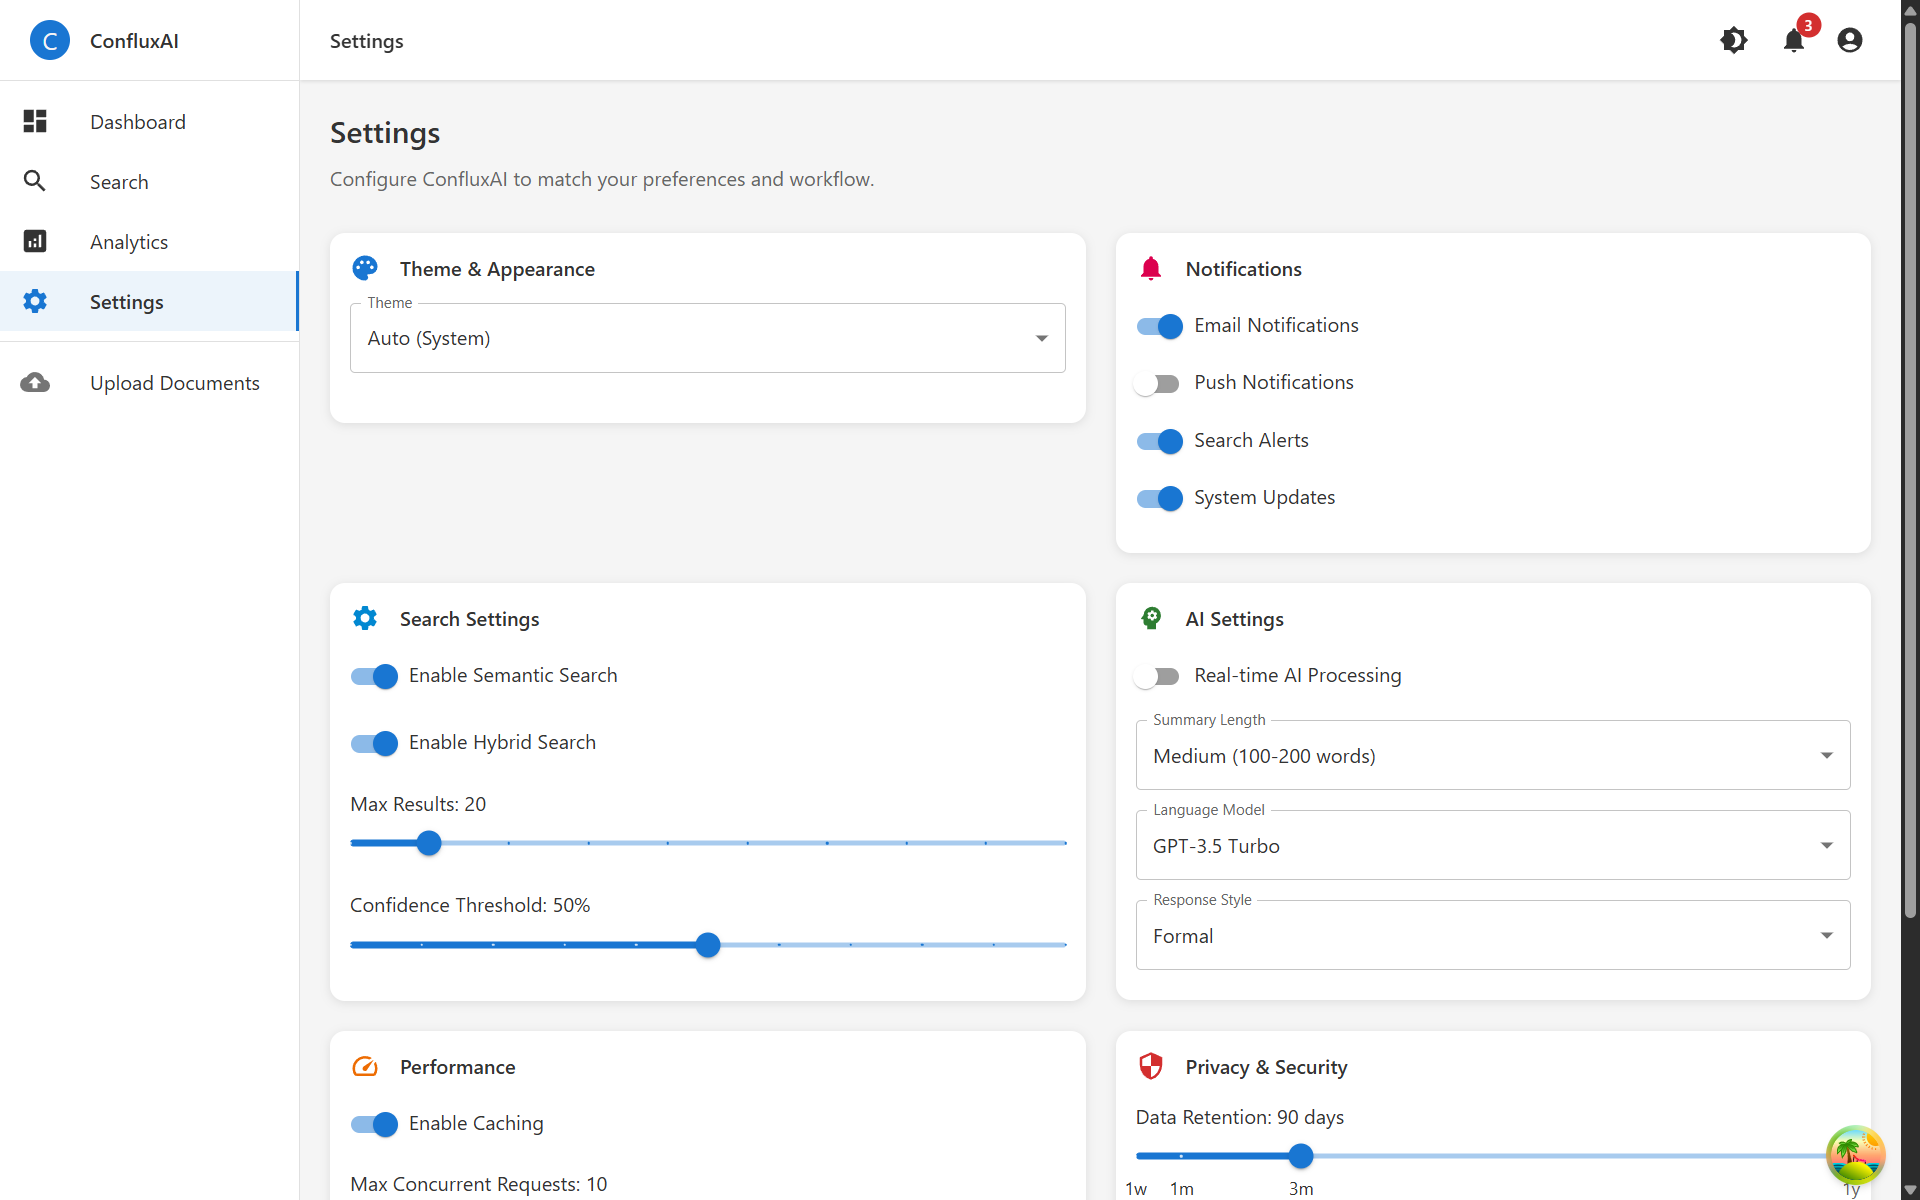 C
ConfluxAI
Settings
3
Dashboard
Search
Analytics
Settings
Upload Documents
Settings
Configure ConfluxAI to match your preferences and workflow.
Theme & Appearance
Theme
Auto (System)
Notifications
Email Notifications
Push Notifications
Search Alerts
System Updates
Search Settings
Enable Semantic Search
Enable Hybrid Search
Max Results: 20
Confidence Threshold: 50%
AI Settings
Real-time AI Processing
Summary Length
Medium (100-200 words)
Language Model
GPT-3.5 Turbo
Response Style
Formal
Performance
Enable Caching
Max Concurrent Requests: 10
Privacy & Security
Data Retention: 90 days
1w 1m 3m 1y